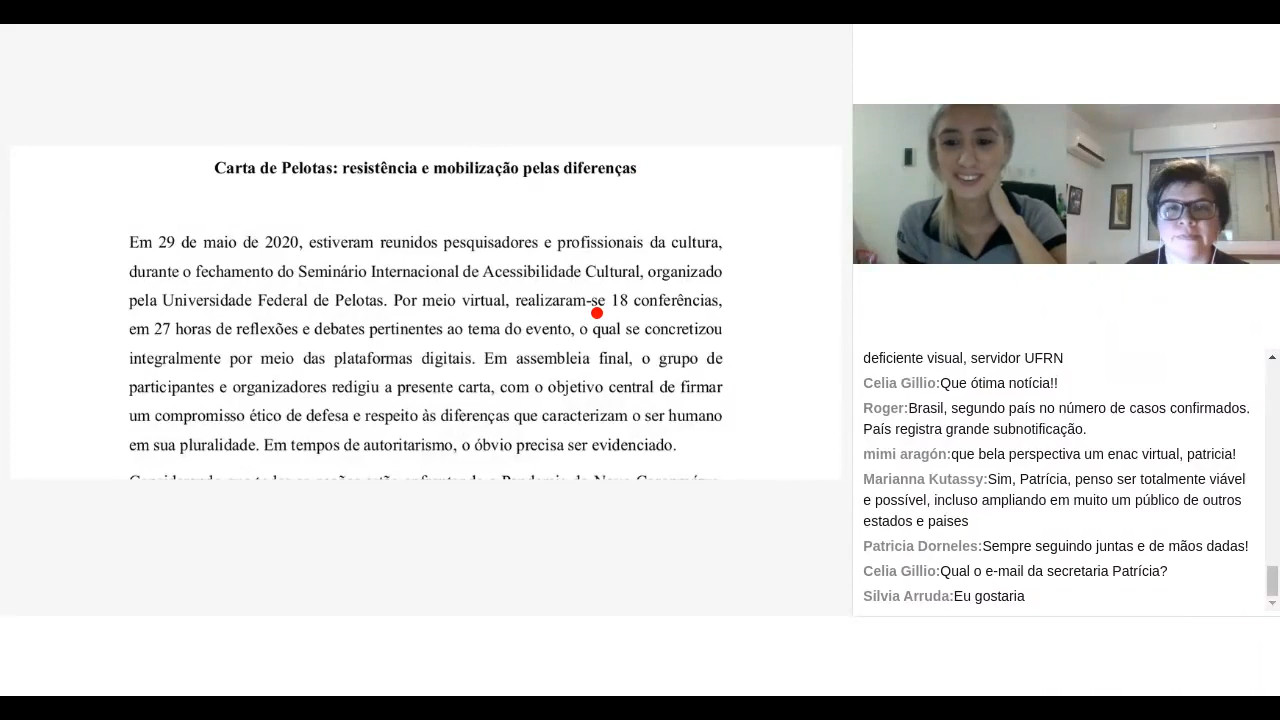 Carta de Pelotas: resistência e mobilização pelas diferenças
Em 29 de maio de 2020, estiveram reunidos pesquisadores e profissionais da cultura,
durante o fechamento do Seminário Internacional de Acessibilidade Cultural, organizado
pela Universidade Federal de Pelotas. Por meio virtual, realizaram-se 18 conferências,
em 27 horas de reflexões e debates pertinentes ao tema do evento, o qual se concretizou
integralmente por meio das plataformas digitais. Em assembleia final, o grupo de
participantes e organizadores redigiu a presente carta, com o objetivo central de firmar
um compromisso ético de defesa e respeito às diferenças que caracterizam o ser humano
em sua pluralidade. Em tempos de autoritarismo, o óbvio precisa ser evidenciado.
deficiente visual, servidor UFRN
Celia Gillio:Que ótima notícia!!
Roger:Brasil, segundo país no número de casos confirmados.
País registra grande subnotificação.
mimi aragón:que bela perspectiva um enac virtual, patricia!
Marianna Kutassy:Sim, Patrícia, penso ser totalmente viável
e possível, incluso ampliando em muito um público de outros
estados e paises
Patricia Dorneles:Sempre seguindo juntas e de mãos dadas!
Celia Gillio:Qual o e-mail da secretaria Patrícia?
Silvia Arruda:Eu gostaria